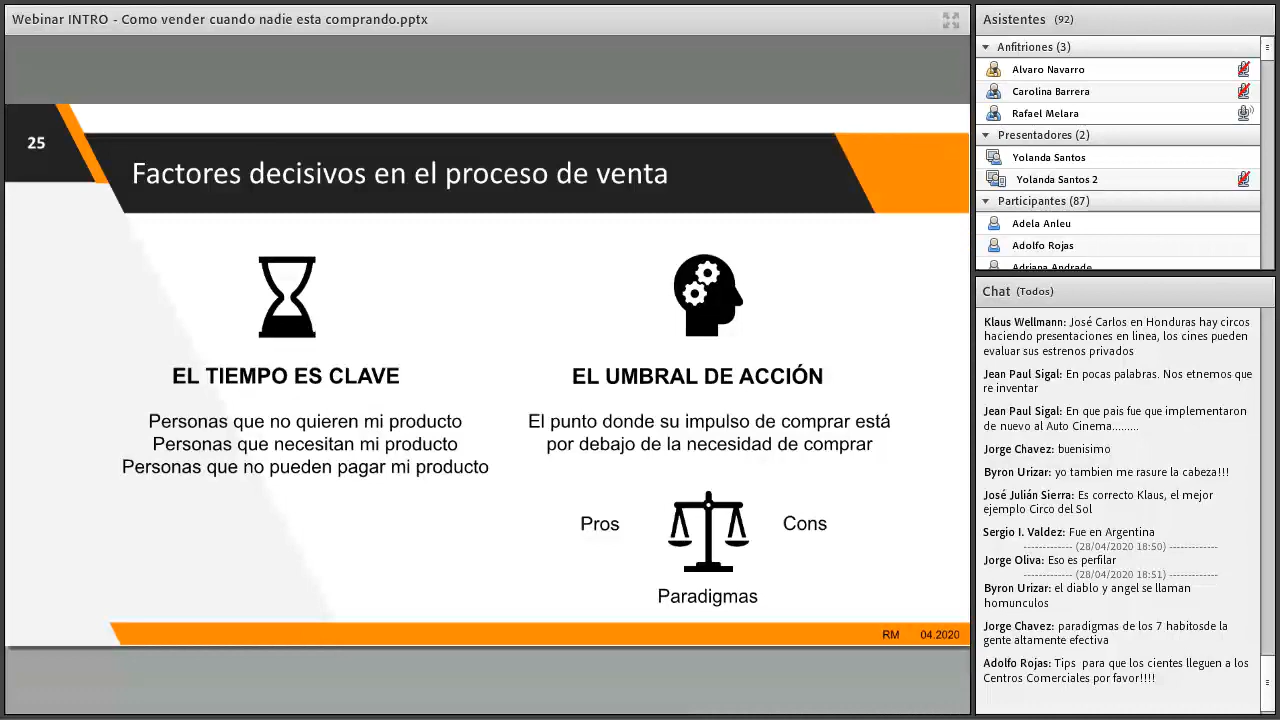 Webinar INTRO - Como vender cuando nadie esta comprando.pptx
25
Factores decisivos en el proceso de venta
EL TIEMPO ES CLAVE
Personas que no quieren mi producto
Personas que necesitan mi producto
Personas que no pueden pagar mi producto
EL UMBRAL DE ACCIÓN
El punto donde su impulso de comprar está
por debajo de la necesidad de comprar
Pros
Cons
Paradigmas
RM 04.2020
Asistentes (92)
Anfitriones (3)
Alvaro Navarro
Carolina Barrera
Rafael Melara
Presentadores (2)
Yolanda Santos
Yolanda Santos 2
Participantes (87)
Adela Anleu
Adolfo Rojas
Adriana Andrade
Chat (Todos)
Klaus Wellmann: José Carlos en Honduras hay circos
haciendo presentaciones en linea, los cines pueden
evaluar sus estrenos privados
Jean Paul Sigal: En pocas palabras. Nos etnemos que
re inventar
Jean Paul Sigal: En que pais fue que implementaron
de nuevo al Auto Cinema.........
Jorge Chavez: buenisimo
Byron Urizar: yo tambien me rasure la cabeza!!!
José Julián Sierra: Es correcto Klaus, el mejor
ejemplo Circo del Sol
Sergio I. Valdez: Fue en Argentina
------------- (28/04/2020 18:50) -------------
Jorge Oliva: Eso es perfilar
------------- (28/04/2020 18:51) -------------
Byron Urizar: el diablo y angel se llaman
homunculos
Jorge Chavez: paradigmas de los 7 habitosde la
gente altamente efectiva
Adolfo Rojas: Tips para que los cientes lleguen a los
Centros Comerciales por favor!!!!